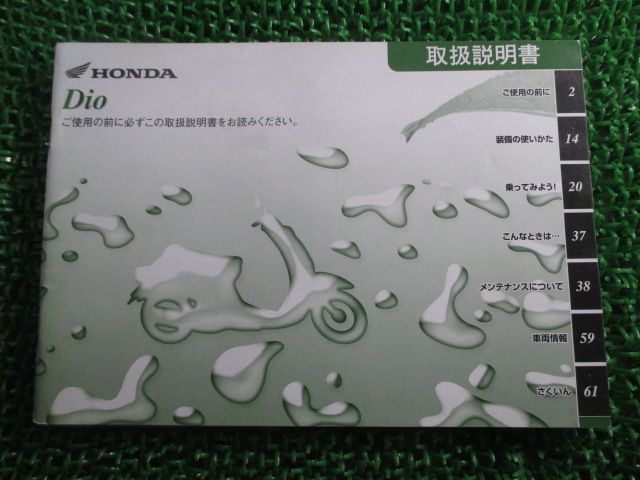 取扱説明書
HONDA
Dio
ご使用の前に必ずこの取扱説明書をお読みください。
ご使用の前に 2
装備の使いかた 14
乗ってみよう! 20
こんなときは… 37
メンテナンスについて 38
車両情報 59
さくいん 61